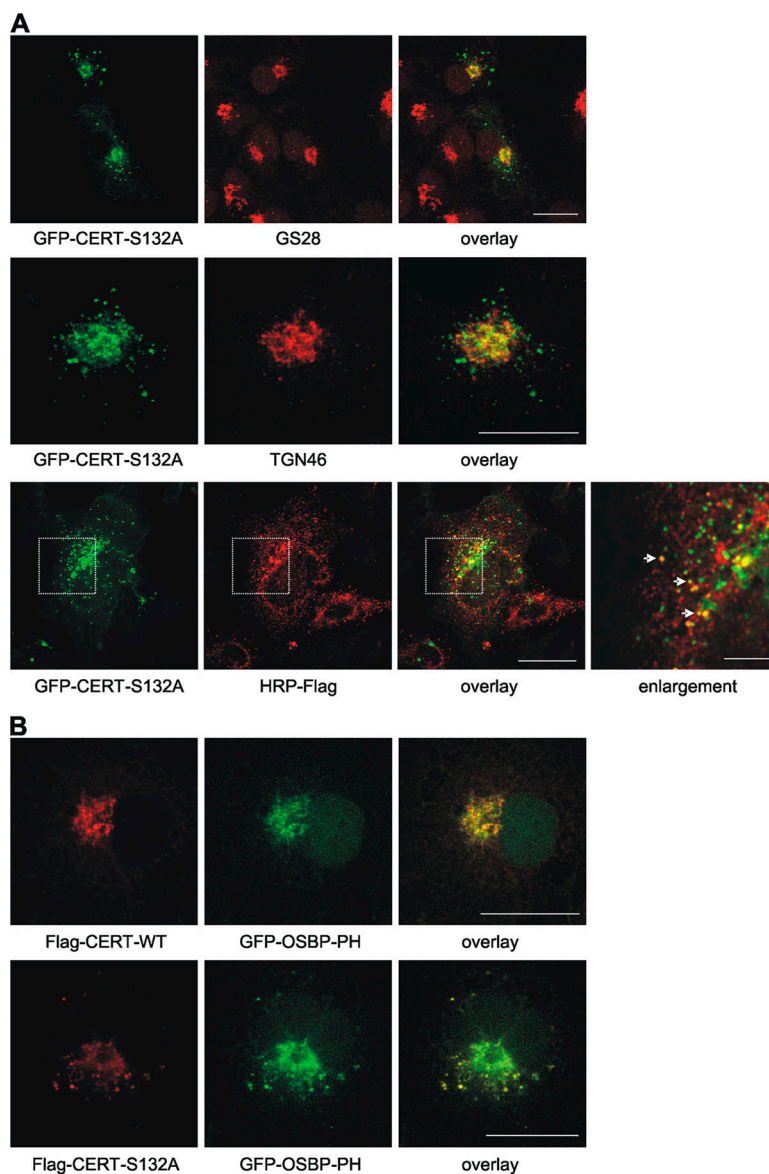 A
GFP-CERT-S132A GS28 overlay
GFP-CERT-S132A TGN46 overlay
GFP-CERT-S132A HRP-Flag overlay enlargement
B
Flag-CERT-WT GFP-OSBP-PH overlay
Flag-CERT-S132A GFP-OSBP-PH overlay